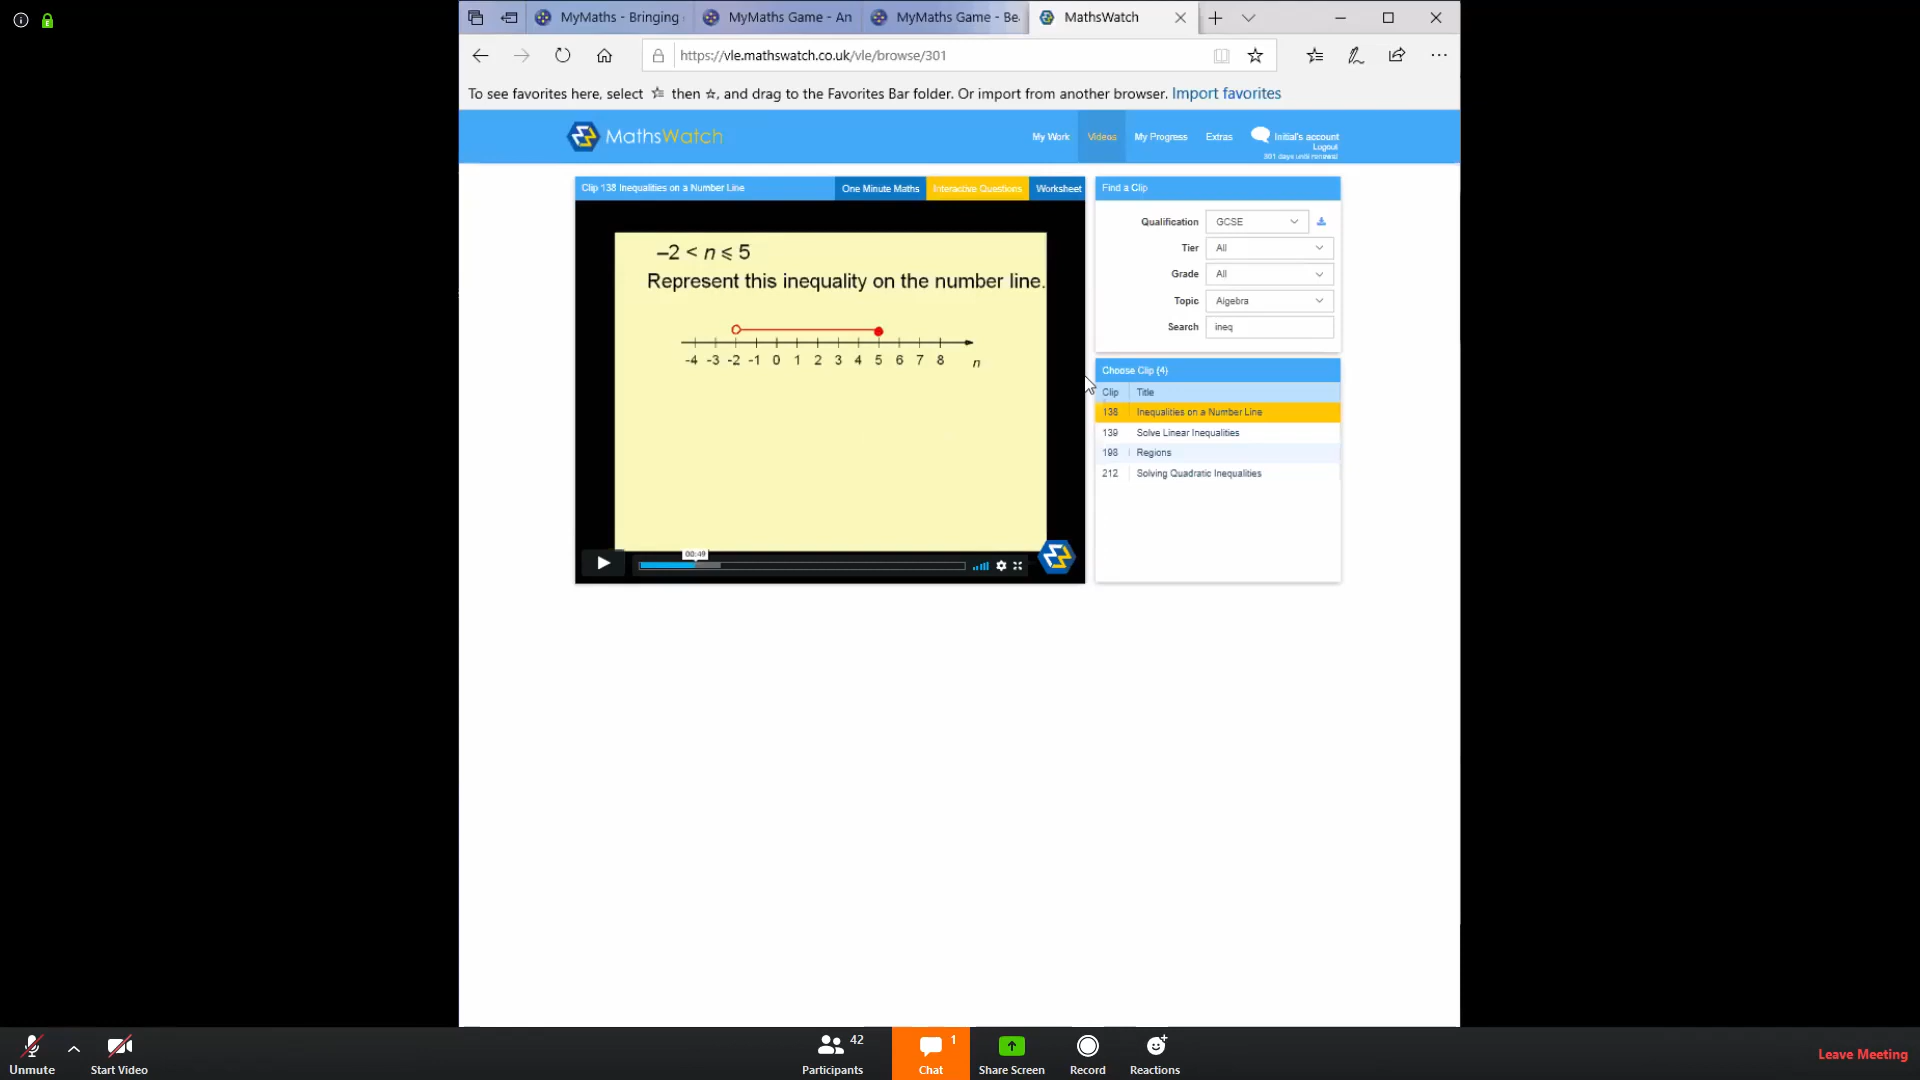 MyMaths - Bringing
MyMaths Game - An
MyMaths Game - Be
MathsWatch
https://vle.mathswatch.co.uk/vle/browse/301
To see favorites here, select then ☆, and drag to the Favorites Bar folder. Or import from another browser. Import favorites
MathsWatch
My Work
Videos
My Progress
Extras
Initial's account
Logout
301 days until renewal
Clip 138 Inequalities on a Number Line
One Minute Maths
Interactive Questions
Worksheet
–2 < n ⩽ 5
Represent this inequality on the number line.
-4 -3 -2 -1 0 1 2 3 4 5 6 7 8 n
00:49
Find a Clip
Qualification GCSE
Tier All
Grade All
Topic Algebra
Search ineq
Choose Clip (4)
Clip Title
138 Inequalities on a Number Line
139 Solve Linear Inequalities
198 Regions
212 Solving Quadratic Inequalities
Unmute
Start Video
42
Participants
1
Chat
Share Screen
Record
Reactions
Leave Meeting